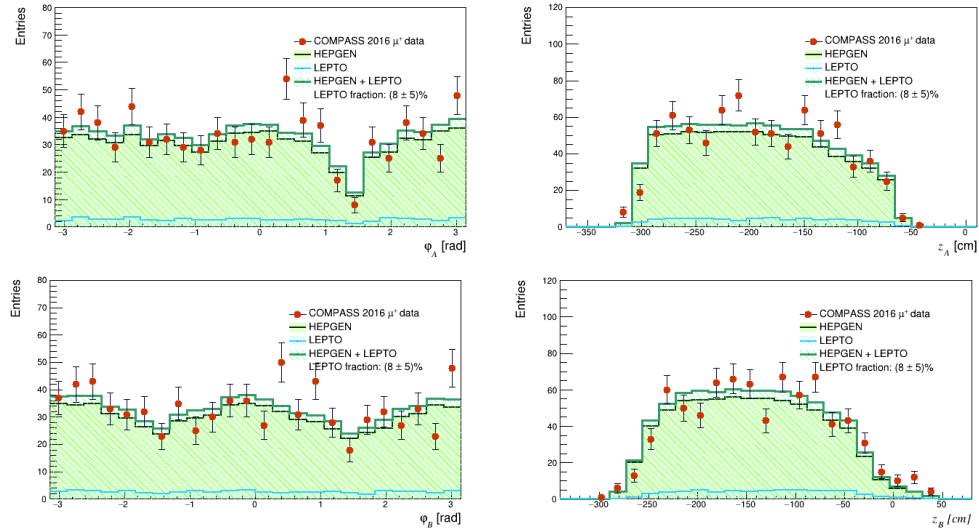 Entries
80
70
60
50
40
30
20
10
0
COMPASS 2016 μ⁺ data
HEPGEN
LEPTO
HEPGEN + LEPTO
LEPTO fraction: (8 ± 5)%
−3 −2 −1 0 1 2 3
φ_A [rad]
Entries
120
100
80
60
40
20
0
COMPASS 2016 μ⁺ data
HEPGEN
LEPTO
HEPGEN + LEPTO
LEPTO fraction: (8 ± 5)%
−350 −300 −250 −200 −150 −100 −50 0
z_A [cm]
Entries
80
70
60
50
40
30
20
10
0
COMPASS 2016 μ⁺ data
HEPGEN
LEPTO
HEPGEN + LEPTO
LEPTO fraction: (8 ± 5)%
−3 −2 −1 0 1 2 3
φ_B [rad]
Entries
120
100
80
60
40
20
0
COMPASS 2016 μ⁺ data
HEPGEN
LEPTO
HEPGEN + LEPTO
LEPTO fraction: (8 ± 5)%
−300 −250 −200 −150 −100 −50 0 50
z_B [cm]